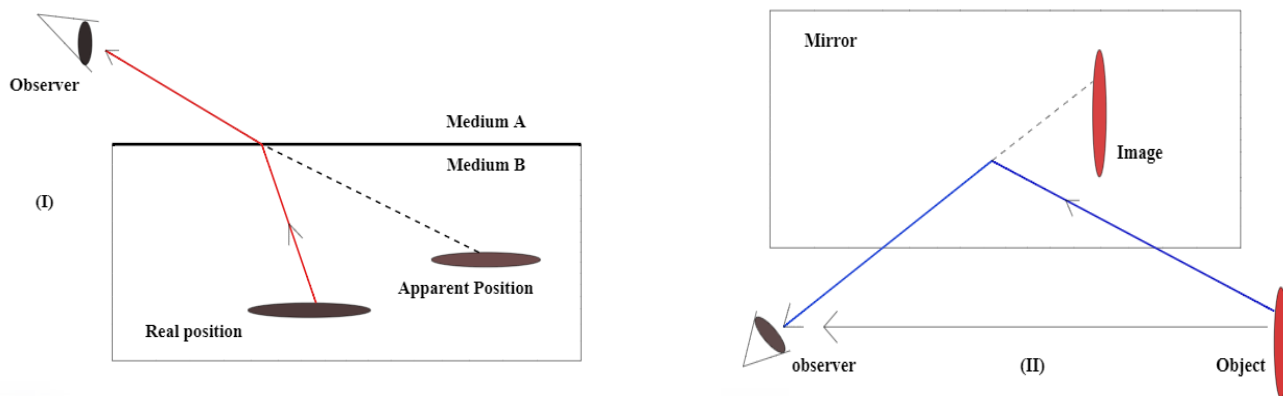 Observer
Medium A
Medium B
(I)
Apparent Position
Real position
Mirror
Image
observer
(II)
Object